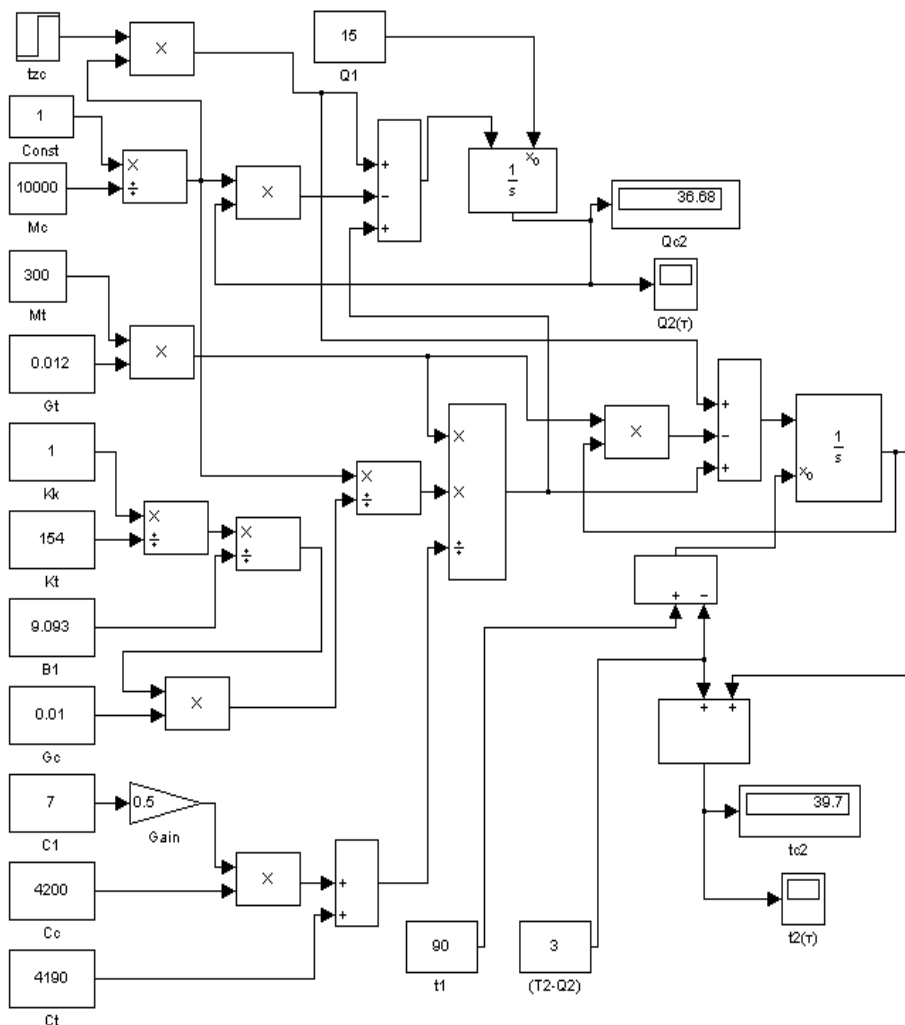 tzc
×
15
Q1
1
Const
×
÷
10000
Mc
×
+
−
+
1
s
x0
36.68
Qc2
Q2(τ)
300
Mt
×
0.012
Gt
1
Kk
×
÷
154
Kt
×
÷
9.093
B1
×
0.01
Gc
×
÷
×
×
÷
×
+
−
+
1
s
x0
+ −
+ +
7
C1
0.5
Gain
×
4200
Cc
+
+
4190
Ct
90
t1
3
(T2-Q2)
39.7
tc2
t2(τ)